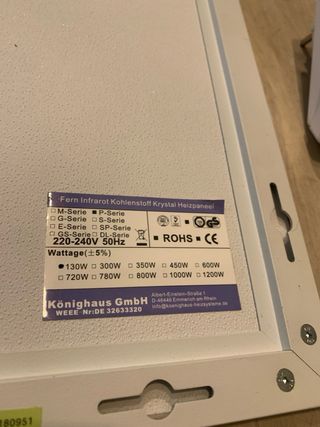 Fern Infrarot Kohlenstoff Krystal Heizpaneel
□ M-Serie ■ P-Serie
□ G-Serie □ S-Serie
□ E-Serie □ SP-Serie
□ GS-Serie □ DL-Serie
220-240V 50Hz
■ ROHS □ CE
Wattage(±5%)
● 130W □ 300W □ 350W □ 450W □ 600W
□ 720W □ 780W □ 800W □ 1000W □ 1200W
Könighaus GmbH
WEEE-Nr:DE 32633320
Albert-Einstein-Straße 1
D-46446 Emmerich am Rhein
info@koenighaus-heizsysteme.de
180951